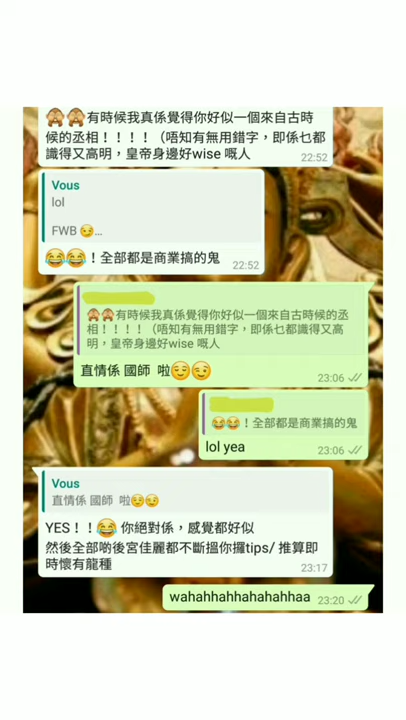 🙈🙈有時候我真係覺得你好似一個來自古時
候的丞相！！！！（唔知有無用錯字，即係乜都
識得又高明，皇帝身邊好wise 嘅人
22:52
Vous
lol
FWB 😏...
😂😂！全部都是商業搞的鬼
22:52
🙈🙈有時候我真係覺得你好似一個來自古時候的丞
相！！！！（唔知有無用錯字，即係乜都識得又高
明，皇帝身邊好wise 嘅人
直情係 國師 啦😌😏
23:06
😂😂！全部都是商業搞的鬼
lol yea
23:06
Vous
直情係 國師 啦😌😏
YES！！😂 你絕對係，感覺都好似
然後全部啲後宮佳麗都不斷搵你攞tips/ 推算即
時懷有龍種
23:17
wahahhahhahahahhaa
23:20